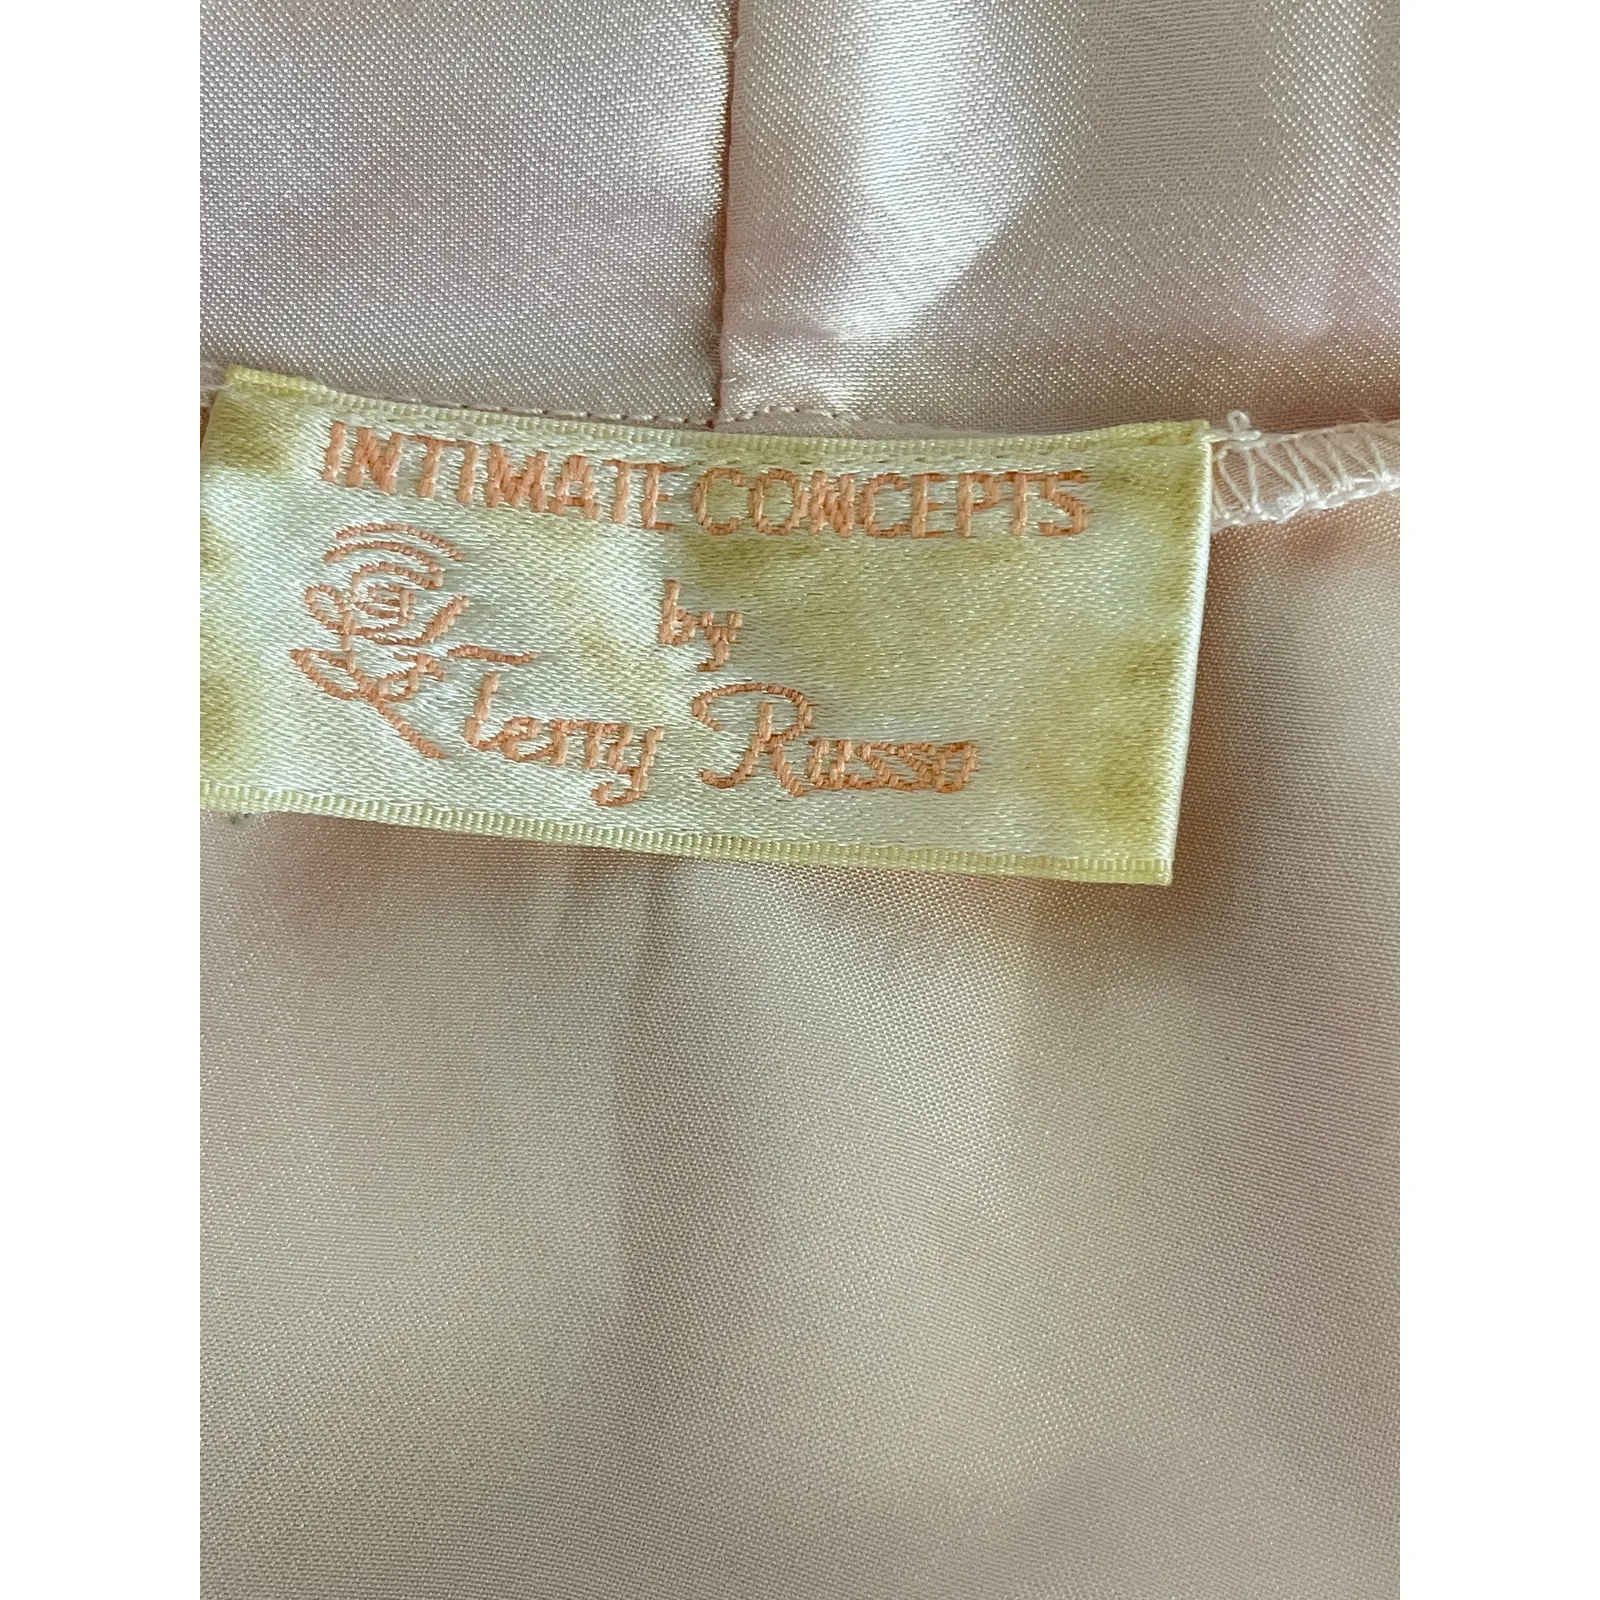 INTIMATE CONCEPTS
by
Terry Russo